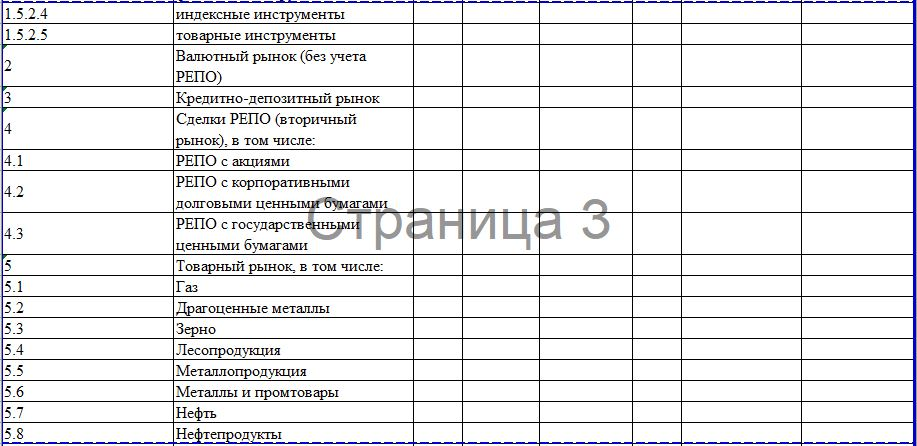 1.5.2.4 индексные инструменты
1.5.2.5 товарные инструменты
2 Валютный рынок (без учета
РЕПО)
3 Кредитно-депозитный рынок
4 Сделки РЕПО (вторичный
рынок), в том числе:
4.1 РЕПО с акциями
4.2 РЕПО с корпоративными
долговыми ценными бумагами
4.3 РЕПО с государственными
ценными бумагами
Страница 3
5 Товарный рынок, в том числе:
5.1 Газ
5.2 Драгоценные металлы
5.3 Зерно
5.4 Лесопродукция
5.5 Металлопродукция
5.6 Металлы и промтовары
5.7 Нефть
5.8 Нефтепродукты